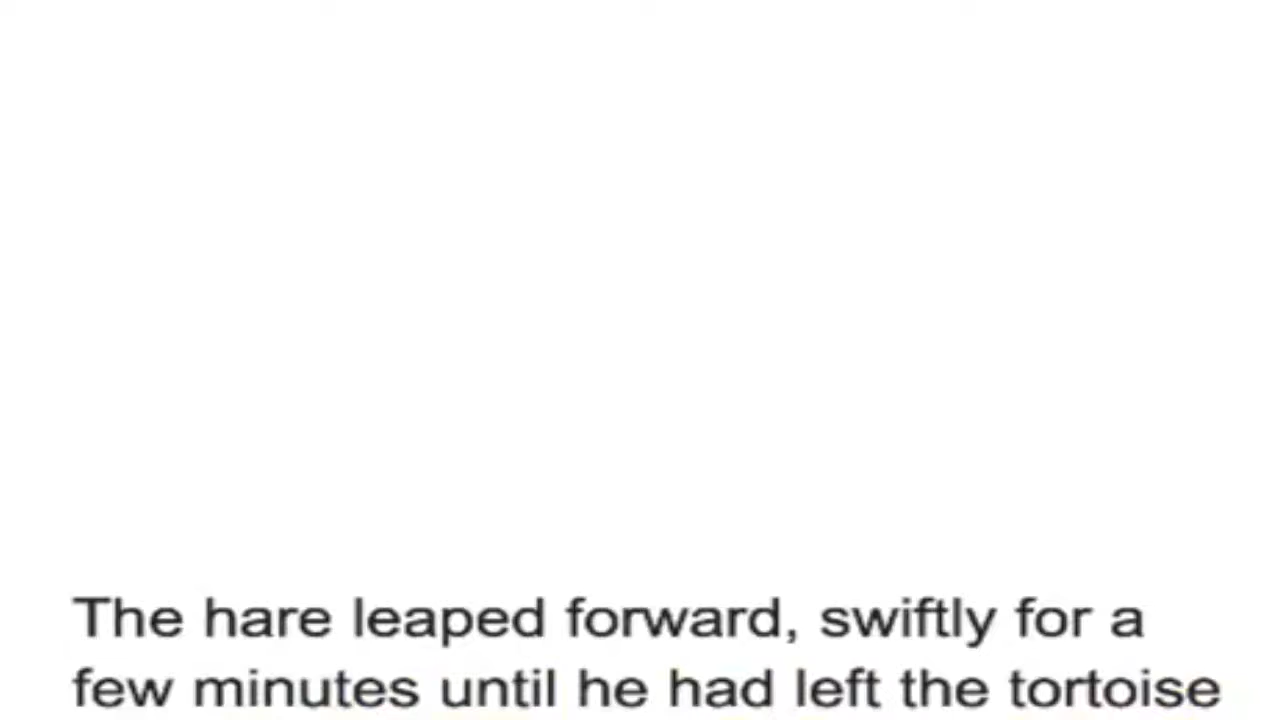 The hare leaped forward, swiftly for a
few minutes until he had left the tortoise